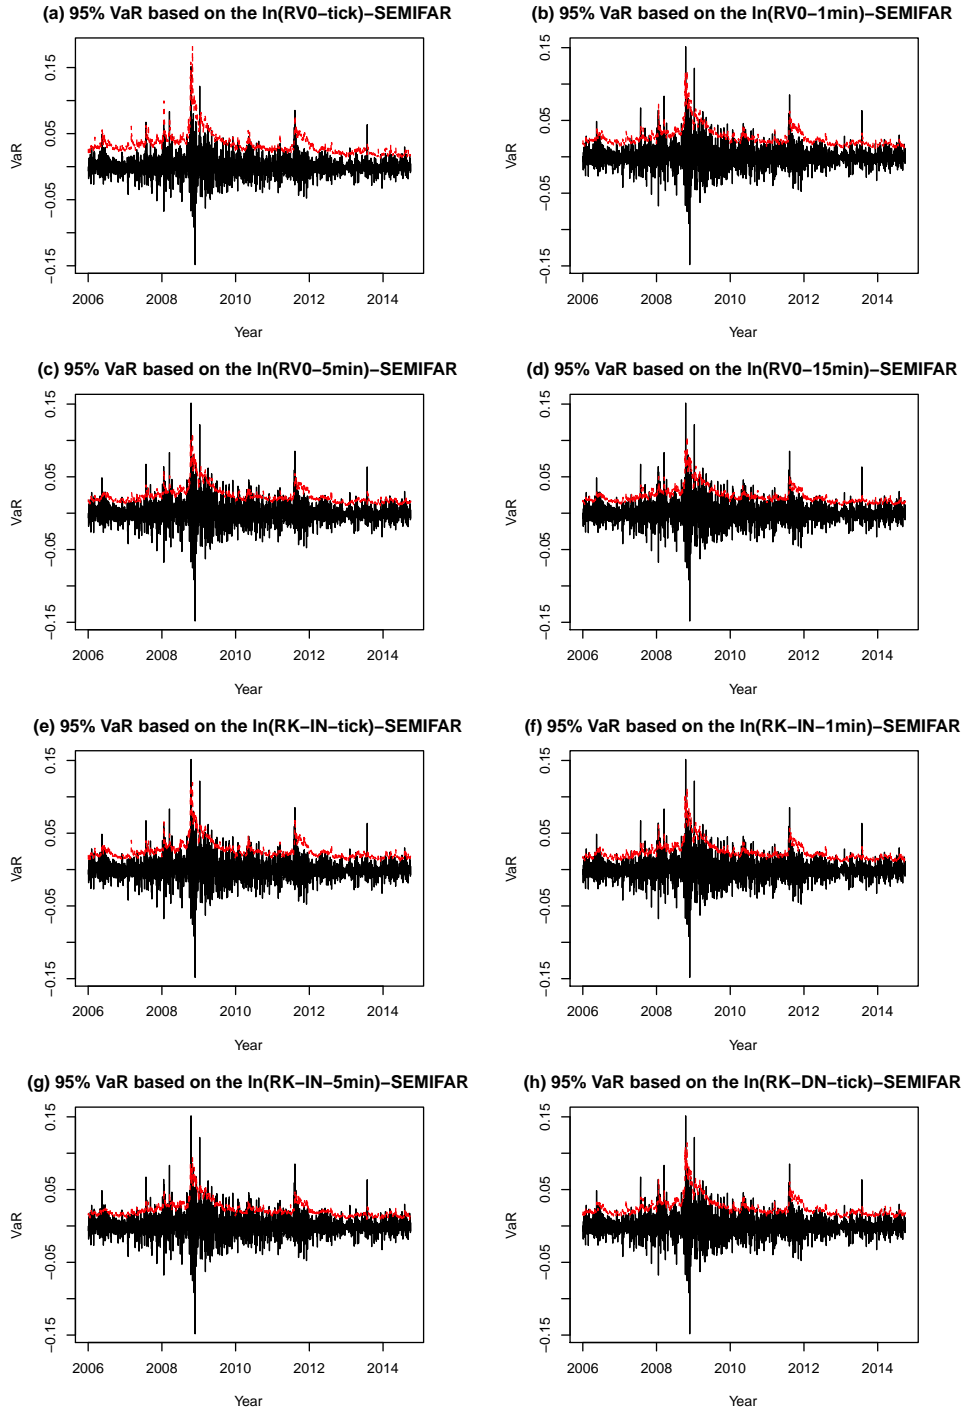 (a) 95% VaR based on the ln(RV0−tick)−SEMIFAR
VaR
0.15
0.05
−0.05
−0.15
2006 2008 2010 2012 2014
Year
(b) 95% VaR based on the ln(RV0−1min)−SEMIFAR
VaR
0.15
0.05
−0.05
−0.15
2006 2008 2010 2012 2014
Year
(c) 95% VaR based on the ln(RV0−5min)−SEMIFAR
VaR
0.15
0.05
−0.05
−0.15
2006 2008 2010 2012 2014
Year
(d) 95% VaR based on the ln(RV0−15min)−SEMIFAR
VaR
0.15
0.05
−0.05
−0.15
2006 2008 2010 2012 2014
Year
(e) 95% VaR based on the ln(RK−IN−tick)−SEMIFAR
VaR
0.15
0.05
−0.05
−0.15
2006 2008 2010 2012 2014
Year
(f) 95% VaR based on the ln(RK−IN−1min)−SEMIFAR
VaR
0.15
0.05
−0.05
−0.15
2006 2008 2010 2012 2014
Year
(g) 95% VaR based on the ln(RK−IN−5min)−SEMIFAR
VaR
0.15
0.05
−0.05
−0.15
2006 2008 2010 2012 2014
Year
(h) 95% VaR based on the ln(RK−DN−tick)−SEMIFAR
VaR
0.15
0.05
−0.05
−0.15
2006 2008 2010 2012 2014
Year